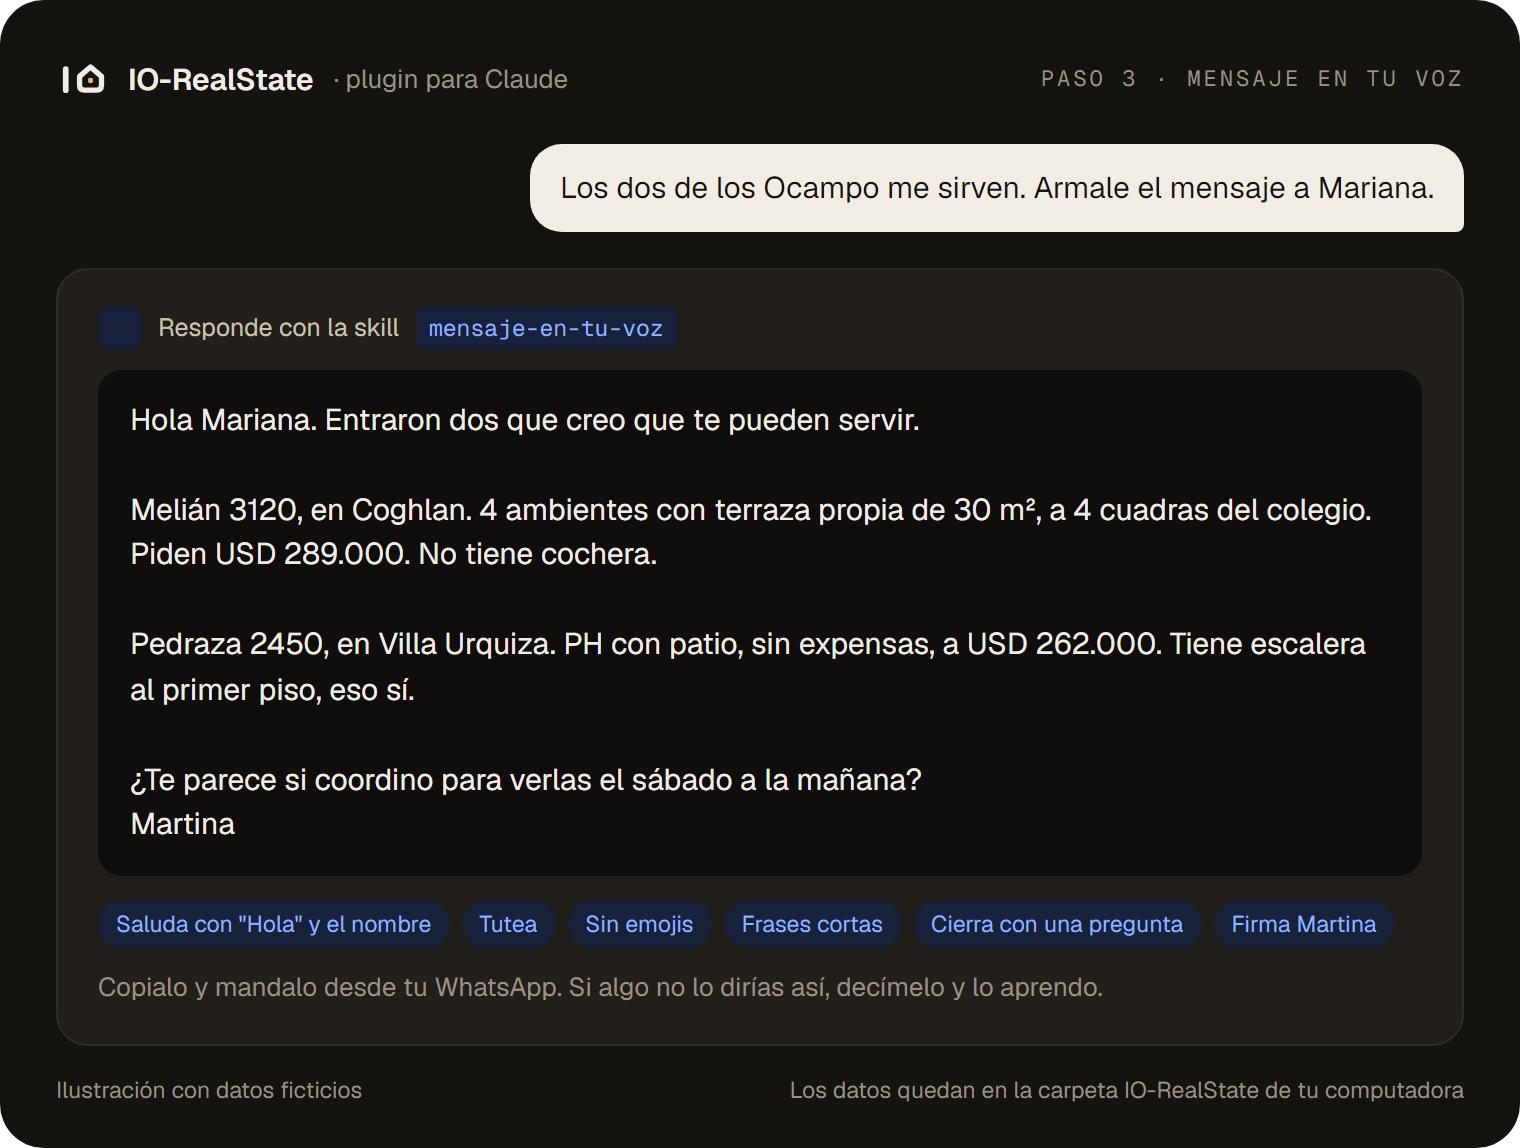 IO-RealState · plugin para Claude
PASO 3 · MENSAJE EN TU VOZ
Los dos de los Ocampo me sirven. Armale el mensaje a Mariana.
Responde con la skill mensaje-en-tu-voz
Hola Mariana. Entraron dos que creo que te pueden servir.
Melián 3120, en Coghlan. 4 ambientes con terraza propia de 30 m², a 4 cuadras del colegio.
Piden USD 289.000. No tiene cochera.
Pedraza 2450, en Villa Urquiza. PH con patio, sin expensas, a USD 262.000. Tiene escalera
al primer piso, eso sí.
¿Te parece si coordino para verlas el sábado a la mañana?
Martina
Saluda con "Hola" y el nombre Tutea Sin emojis Frases cortas Cierra con una pregunta Firma Martina
Copialo y mandalo desde tu WhatsApp. Si algo no lo dirías así, decímelo y lo aprendo.
Ilustración con datos ficticios
Los datos quedan en la carpeta IO-RealState de tu computadora